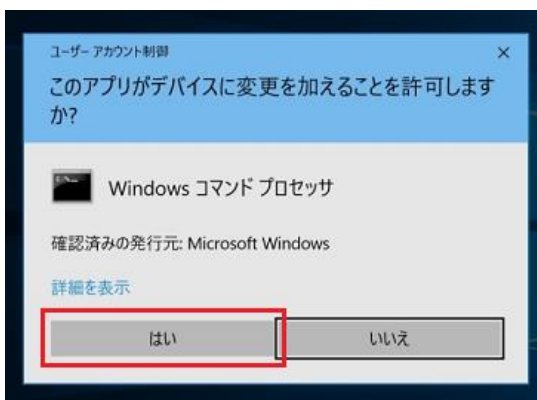 ユーザー アカウント制御
このアプリがデバイスに変更を加えることを許可します
か?
Windows コマンド プロセッサ
確認済みの発行元: Microsoft Windows
詳細を表示
はい
いいえ